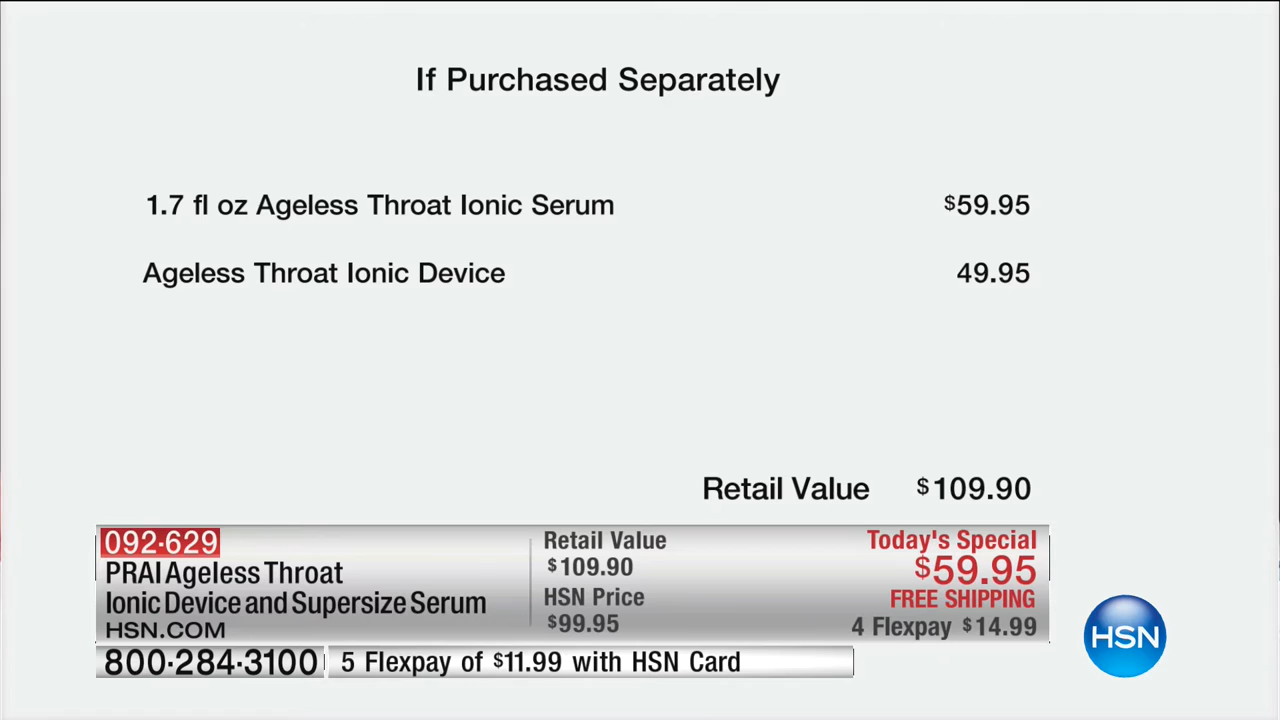 If Purchased Separately
1.7 fl oz Ageless Throat Ionic Serum $59.95
Ageless Throat Ionic Device 49.95
Retail Value $109.90
092-629
PRAI Ageless Throat
Ionic Device and Supersize Serum
HSN.COM
Retail Value
$109.90
HSN Price
$99.95
Today's Special
$59.95
FREE SHIPPING
4 Flexpay $14.99
HSN
800-284-3100
5 Flexpay of $11.99 with HSN Card